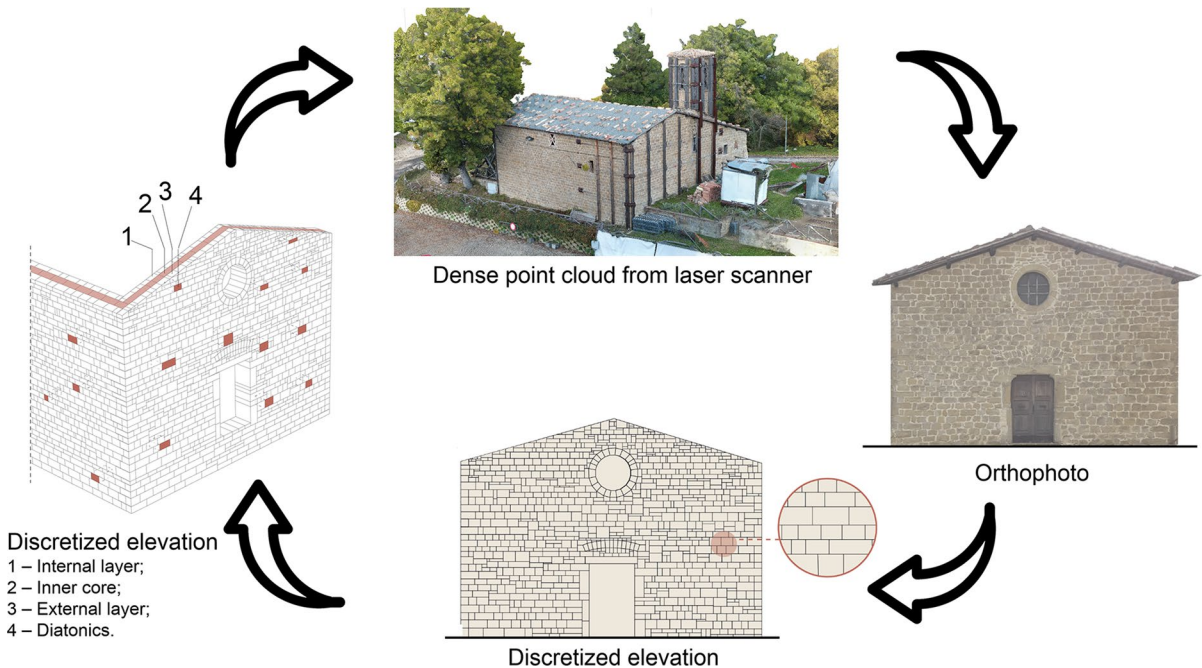 Dense point cloud from laser scanner
Orthophoto
Discretized elevation
1
2
3
4
Discretized elevation
1 – Internal layer;
2 – Inner core;
3 – External layer;
4 – Diatonics.